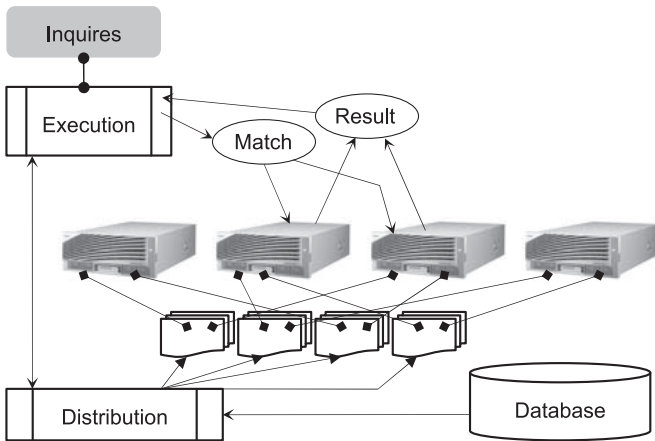 Inquires
Execution
Result
Match
Distribution
Database